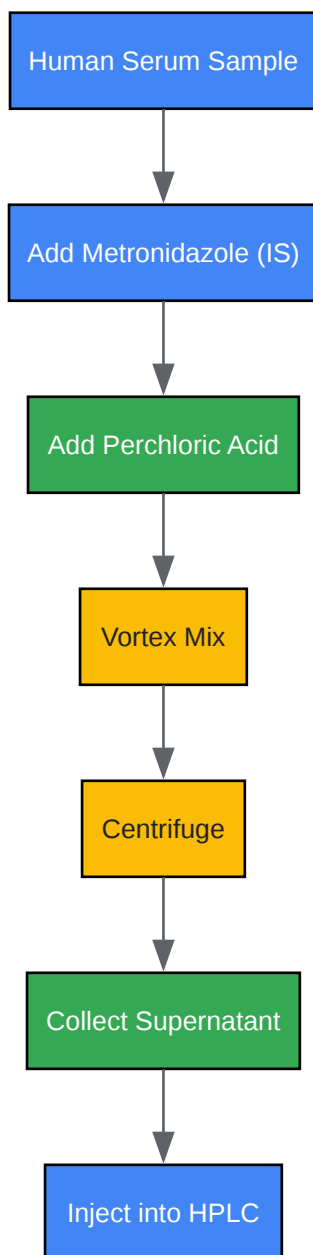 Human Serum Sample
Add Metronidazole (IS)
Add Perchloric Acid
Vortex Mix
Centrifuge
Collect Supernatant
Inject into HPLC